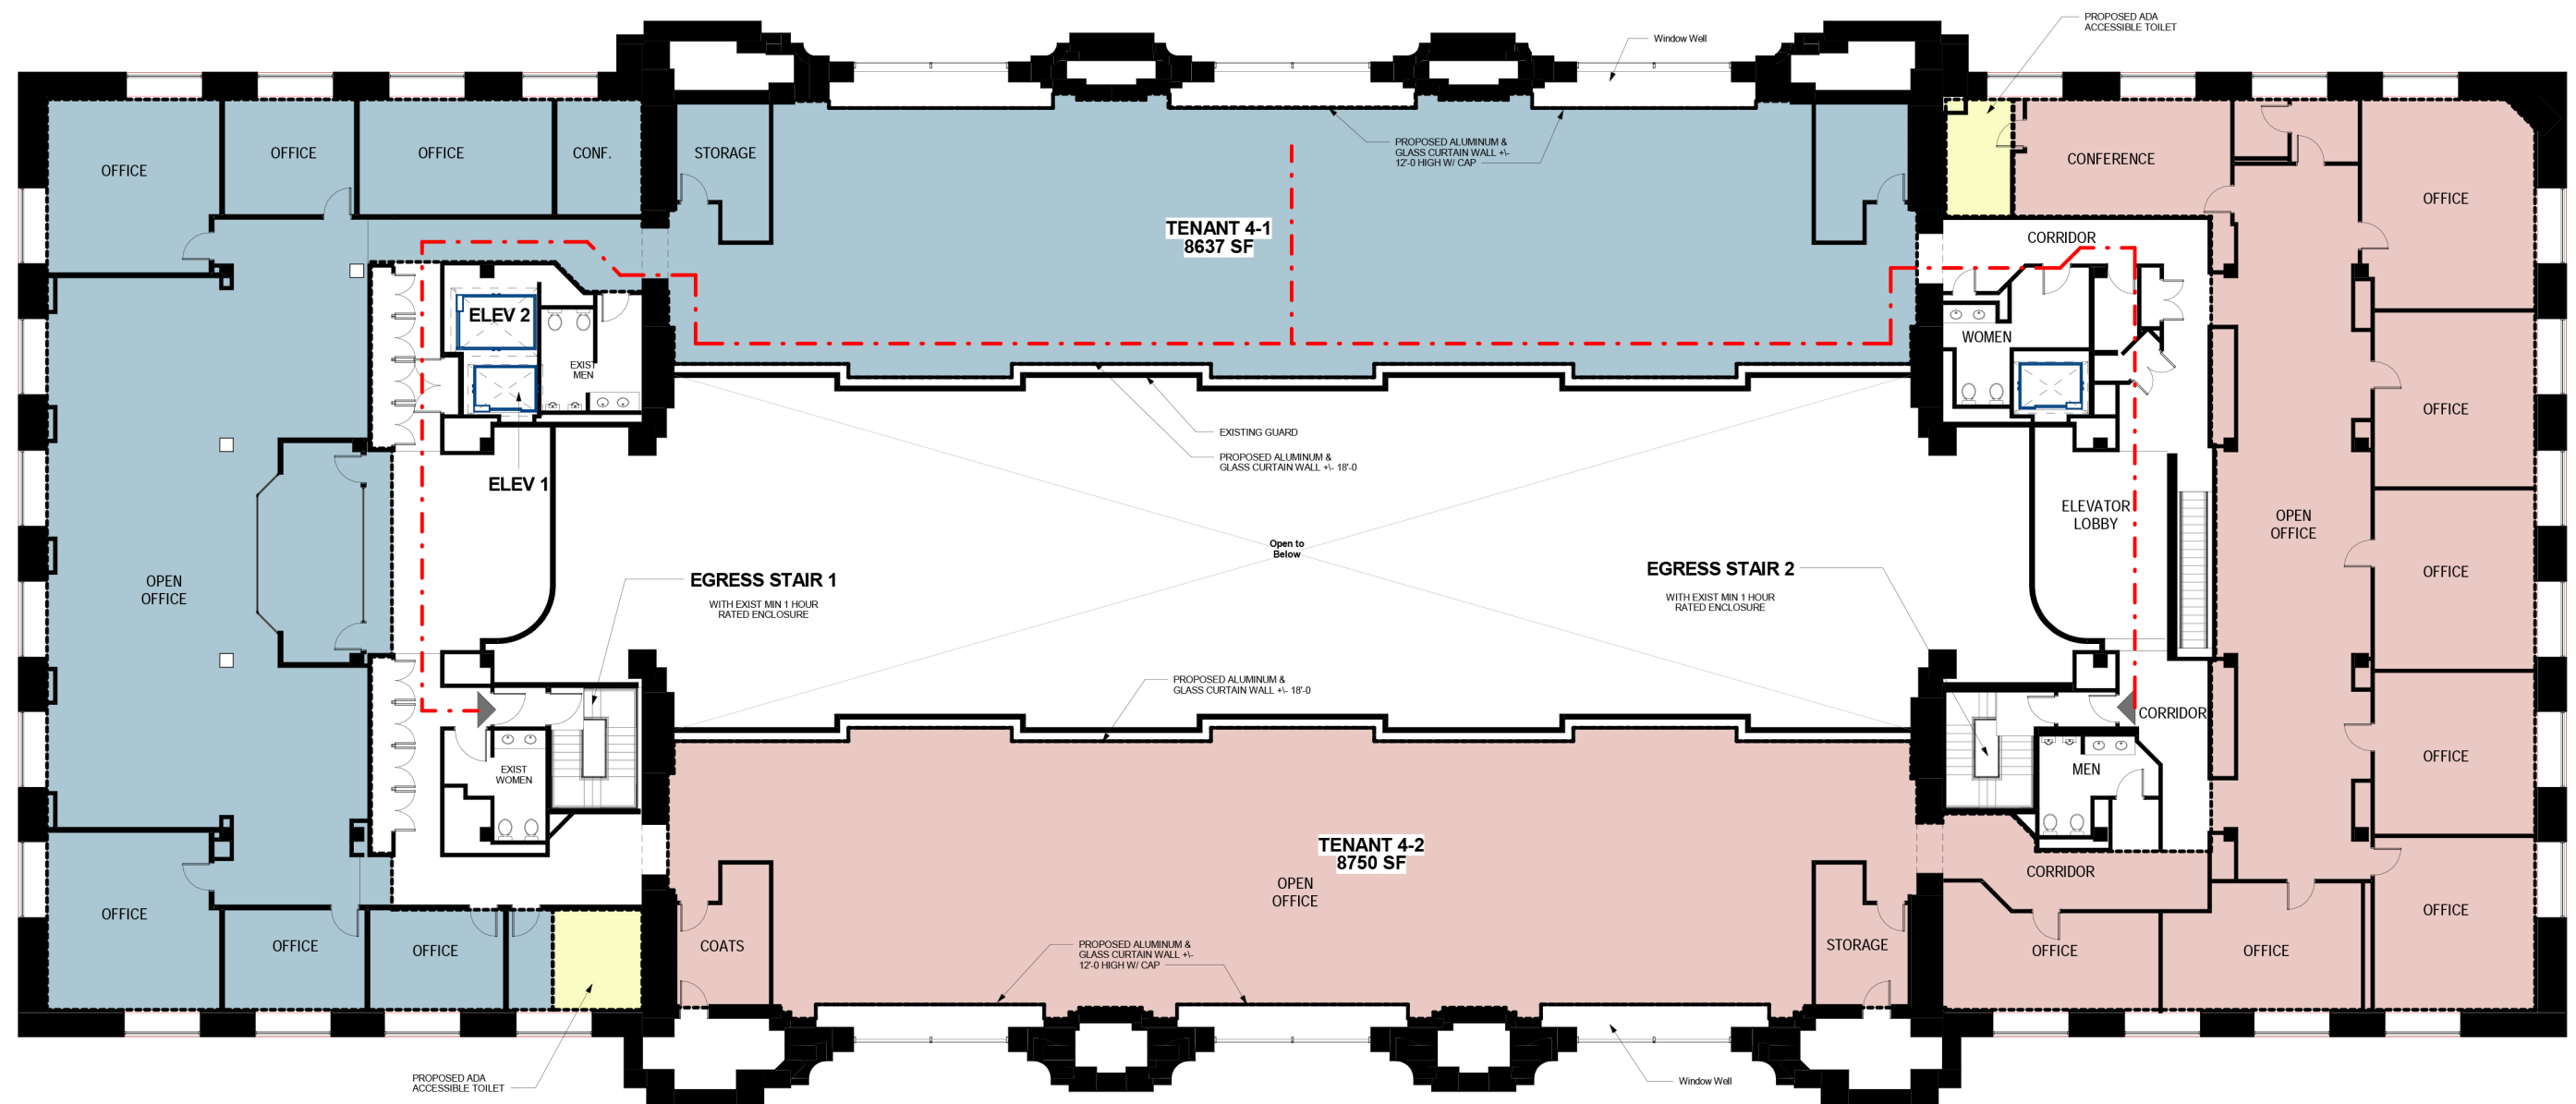 PROPOSED ADA
ACCESSIBLE TOILET
Window Well
OFFICE
OFFICE
OFFICE
CONF.
STORAGE
PROPOSED ALUMINUM &
GLASS CURTAIN WALL +\-
12'-0 HIGH W/ CAP
CONFERENCE
OFFICE
TENANT 4-1
8637 SF
CORRIDOR
ELEV 2
EXIST
MEN
WOMEN
OFFICE
EXISTING GUARD
PROPOSED ALUMINUM &
GLASS CURTAIN WALL +\- 18'-0
ELEV 1
ELEVATOR
LOBBY
OPEN
OFFICE
Open to
Below
OFFICE
OPEN
OFFICE
EGRESS STAIR 1
WITH EXIST MIN 1 HOUR
RATED ENCLOSURE
EGRESS STAIR 2
WITH EXIST MIN 1 HOUR
RATED ENCLOSURE
PROPOSED ALUMINUM &
GLASS CURTAIN WALL +\- 18'-0
CORRIDOR
OFFICE
EXIST
WOMEN
MEN
TENANT 4-2
8750 SF
OPEN
OFFICE
CORRIDOR
OFFICE
OFFICE
OFFICE
OFFICE
COATS
PROPOSED ALUMINUM &
GLASS CURTAIN WALL +\-
12'-0 HIGH W/ CAP
STORAGE
OFFICE
OFFICE
PROPOSED ADA
ACCESSIBLE TOILET
Window Well